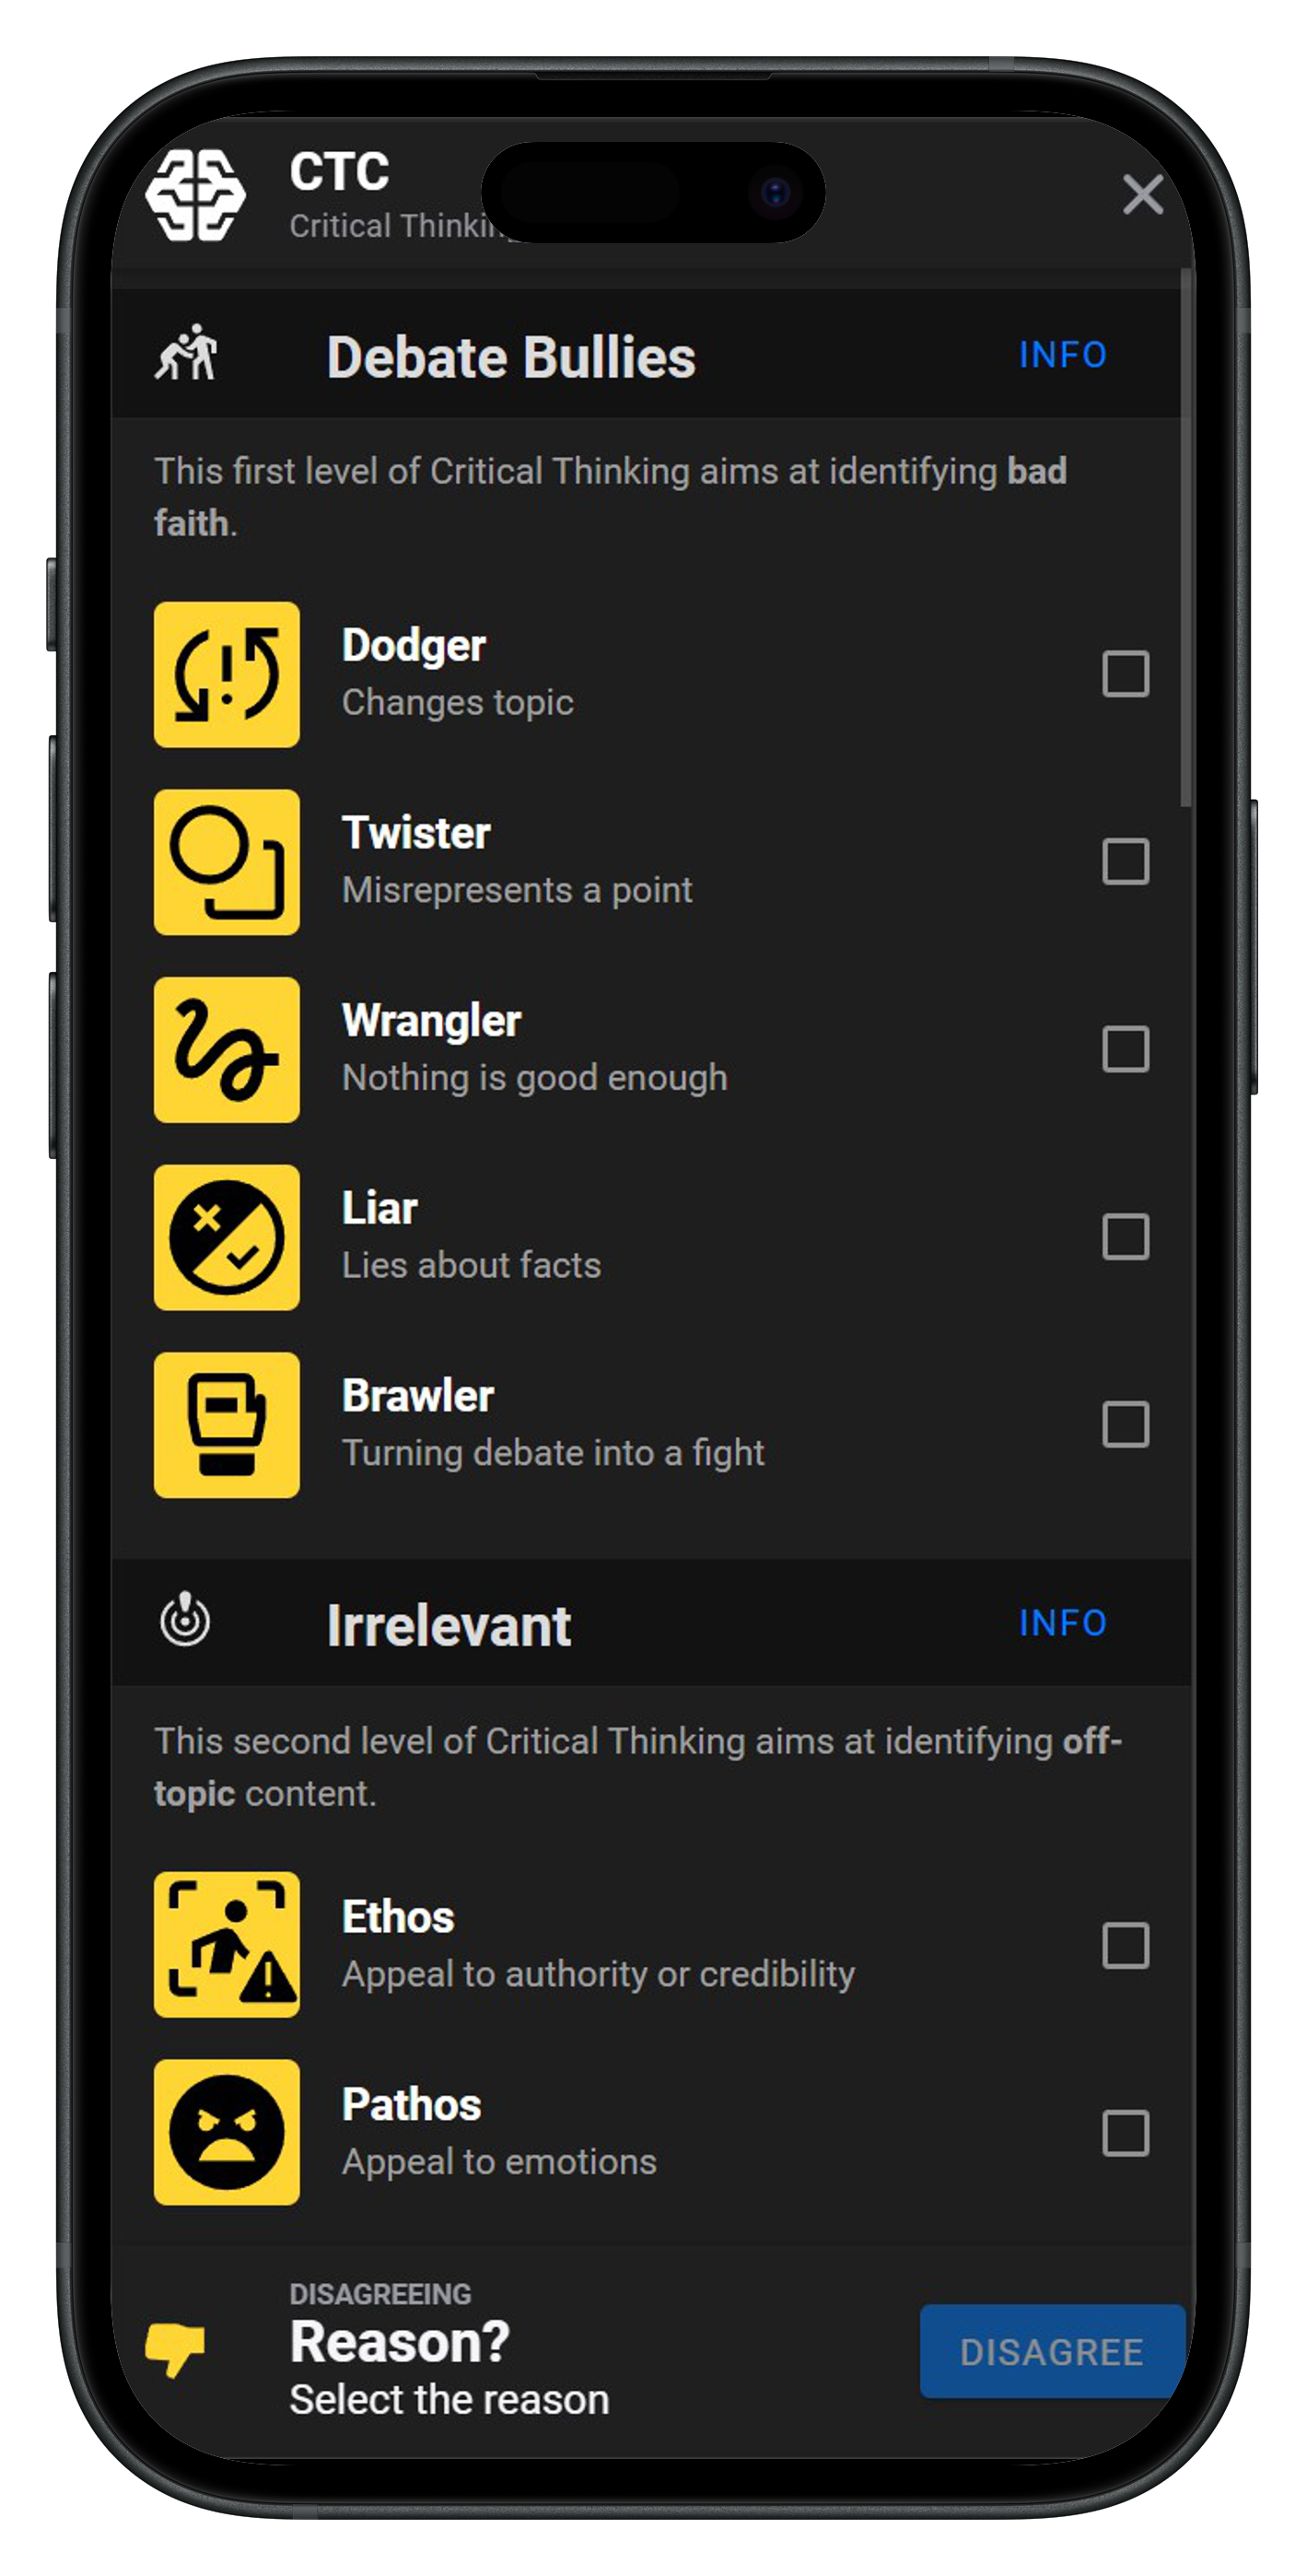 CTC
Critical
Debate Bullies
INFO
This first level of Critical Thinking aims at identifying bad
faith.
Dodger
Changes topic
Twister
Misrepresents a point
Wrangler
Nothing is good enough
Liar
Lies about facts
Brawler
Turning debate into a fight
Irrelevant
INFO
This second level of Critical Thinking aims at identifying off-
topic content.
Ethos
Appeal to authority or credibility
Pathos
Appeal to emotions
DISAGREEING
Reason?
Select the reason
DISAGREE